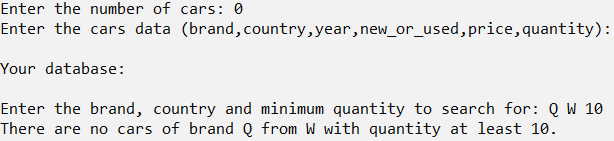 Enter the number of cars: 0
Enter the cars data (brand,country,year,new_or_used,price,quantity):
Your database:
Enter the brand, country and minimum quantity to search for: Q W 10
There are no cars of brand Q from W with quantity at least 10.